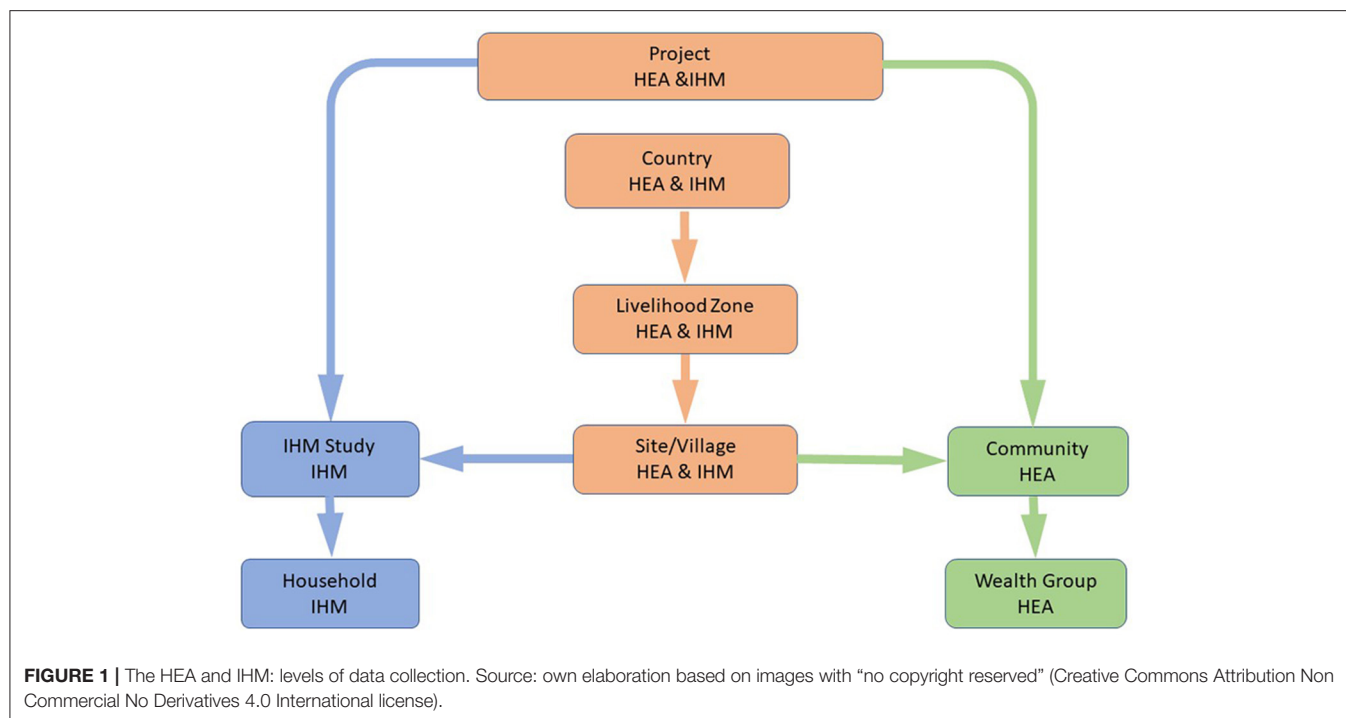 Project
HEA &IHM
Country
HEA & IHM
Livelihood Zone
HEA & IHM
IHM Study
IHM
Site/Village
HEA & IHM
Community
HEA
Household
IHM
Wealth Group
HEA
FIGURE 1 | The HEA and IHM: levels of data collection. Source: own elaboration based on images with “no copyright reserved” (Creative Commons Attribution Non
Commercial No Derivatives 4.0 International license).